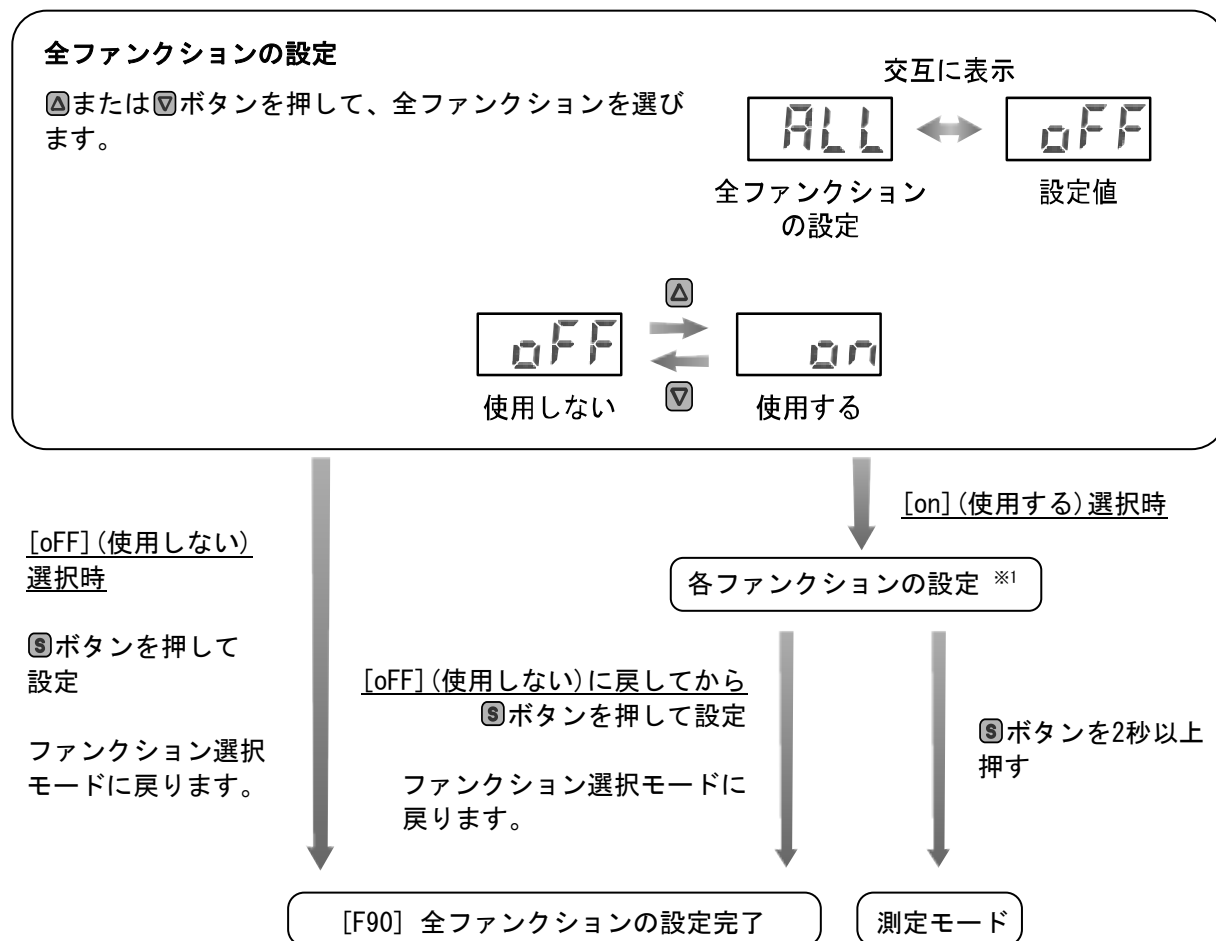 全ファンクションの設定
△または▽ボタンを押して、全ファンクションを選び
ます。
交互に表示
ALL
oFF
全ファンクション
の設定
設定値
△
oFF
on
▽
使用しない
使用する
[on](使用する)選択時
[oFF](使用しない)
選択時
各ファンクションの設定 ※1
Sボタンを押して
設定
ファンクション選択
モードに戻ります。
[oFF](使用しない)に戻してから
Sボタンを押して設定
ファンクション選択モードに
戻ります。
Sボタンを2秒以上
押す
[F90] 全ファンクションの設定完了
測定モード